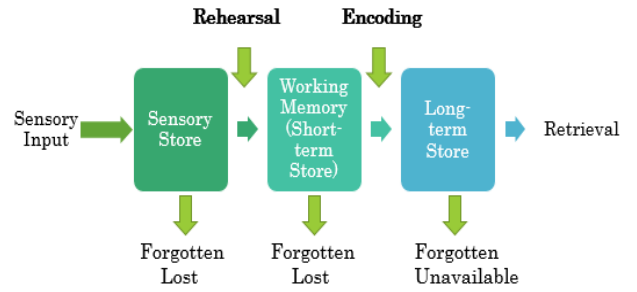 Rehearsal
Encoding
Sensory
Input
Sensory
Store
Working
Memory
(Short-
term
Store)
Long-
term
Store
Retrieval
Forgotten
Lost
Forgotten
Lost
Forgotten
Unavailable